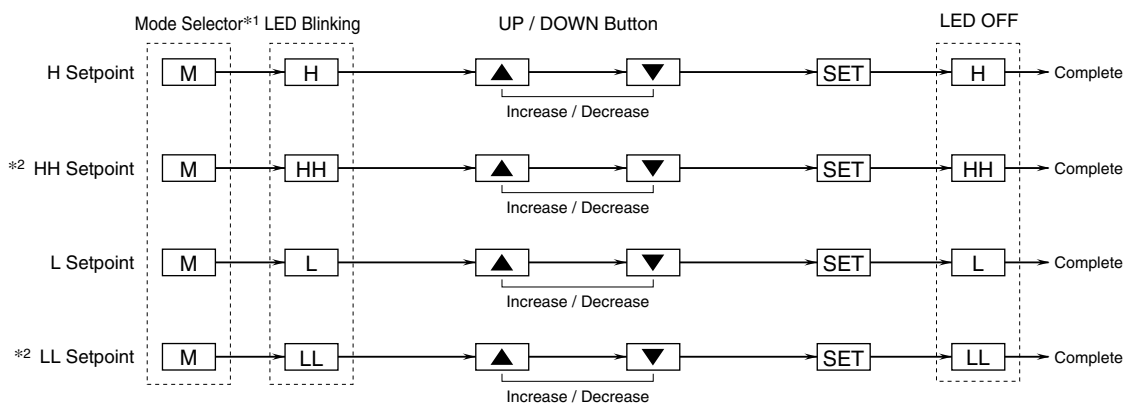 Mode Selector*1 LED Blinking UP / DOWN Button LED OFF
H Setpoint M H ▲ ▼ SET H Complete
Increase / Decrease
*2 HH Setpoint M HH ▲ ▼ SET HH Complete
Increase / Decrease
L Setpoint M L ▲ ▼ SET L Complete
Increase / Decrease
*2 LL Setpoint M LL ▲ ▼ SET LL Complete
Increase / Decrease